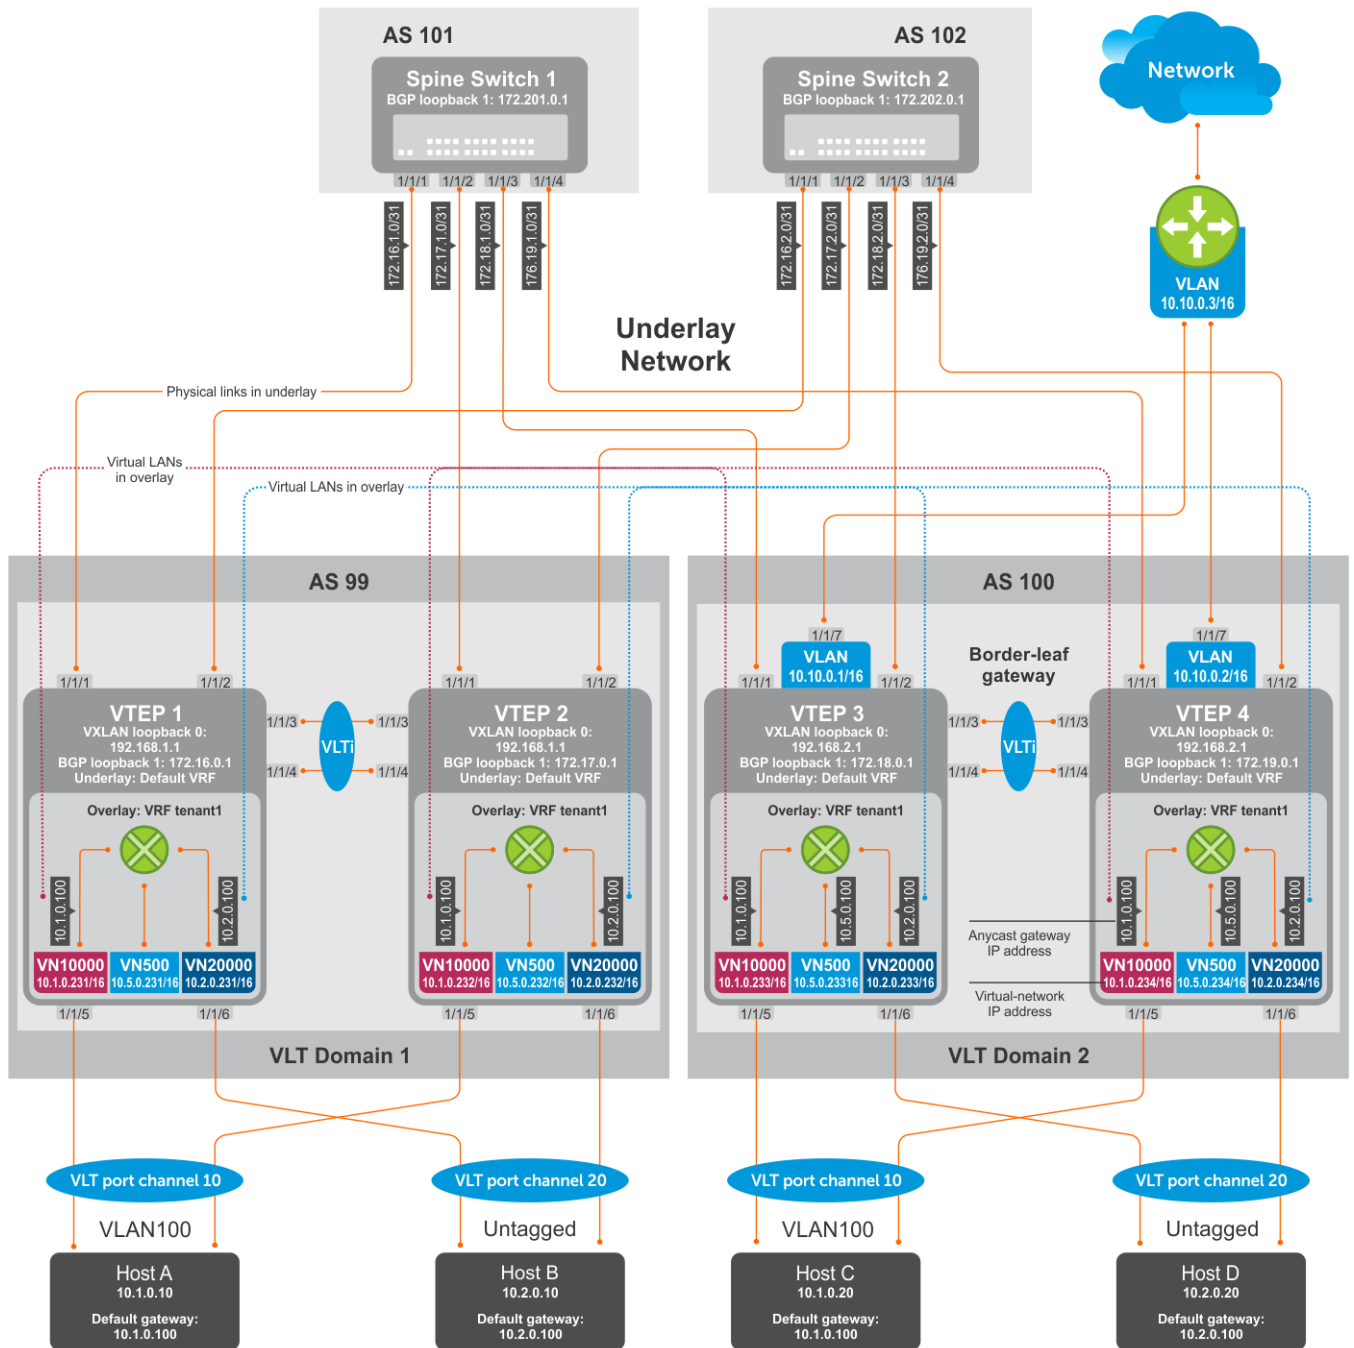 AS 101
Spine Switch 1
BGP loopback 1: 172.201.0.1
1/1/1
1/1/2
1/1/3
1/1/4
172.16.1.0/31
172.17.1.0/31
172.18.1.0/31
176.19.1.0/31
AS 102
Spine Switch 2
BGP loopback 1: 172.202.0.1
1/1/1
1/1/2
1/1/3
1/1/4
172.16.2.0/31
172.17.2.0/31
172.18.2.0/31
176.19.2.0/31
Network
VLAN
10.10.0.3/16
Underlay
Network
Physical links in underlay
Virtual LANs
in overlay
Virtual LANs in overlay
AS 99
1/1/1
1/1/2
VTEP 1
VXLAN loopback 0:
192.168.1.1
BGP loopback 1: 172.16.0.1
Underlay: Default VRF
Overlay: VRF tenant1
10.1.0.100
10.2.0.100
VN10000
10.1.0.231/16
VN500
10.5.0.231/16
VN20000
10.2.0.231/16
1/1/5
1/1/6
1/1/3
1/1/3
VLTi
1/1/4
1/1/4
1/1/1
1/1/2
VTEP 2
VXLAN loopback 0:
192.168.1.1
BGP loopback 1: 172.17.0.1
Underlay: Default VRF
Overlay: VRF tenant1
10.1.0.100
10.2.0.100
VN10000
10.1.0.232/16
VN500
10.5.0.232/16
VN20000
10.2.0.232/16
1/1/5
1/1/6
VLT Domain 1
AS 100
1/1/7
VLAN
10.10.0.1/16
1/1/1
1/1/2
VTEP 3
VXLAN loopback 0:
192.168.2.1
BGP loopback 1: 172.18.0.1
Underlay: Default VRF
Overlay: VRF tenant1
10.1.0.100
10.5.0.100
10.2.0.100
VN10000
10.1.0.233/16
VN500
10.5.0.23316
VN20000
10.2.0.233/16
1/1/5
1/1/6
Border-leaf
gateway
1/1/3
1/1/3
VLTi
1/1/4
1/1/4
Anycast gateway
IP address
Virtual-network
IP address
1/1/7
VLAN
10.10.0.2/16
1/1/1
1/1/2
VTEP 4
VXLAN loopback 0:
192.168.2.1
BGP loopback 1: 172.19.0.1
Underlay: Default VRF
Overlay: VRF tenant1
10.1.0.100
10.5.0.100
10.2.0.100
VN10000
10.1.0.234/16
VN500
10.5.0.234/16
VN20000
10.2.0.234/16
1/1/5
1/1/6
VLT Domain 2
VLT port channel 10
VLAN100
Host A
10.1.0.10
Default gateway:
10.1.0.100
VLT port channel 20
Untagged
Host B
10.2.0.10
Default gateway:
10.2.0.100
VLT port channel 10
VLAN100
Host C
10.1.0.20
Default gateway:
10.1.0.100
VLT port channel 20
Untagged
Host D
10.2.0.20
Default gateway:
10.2.0.100